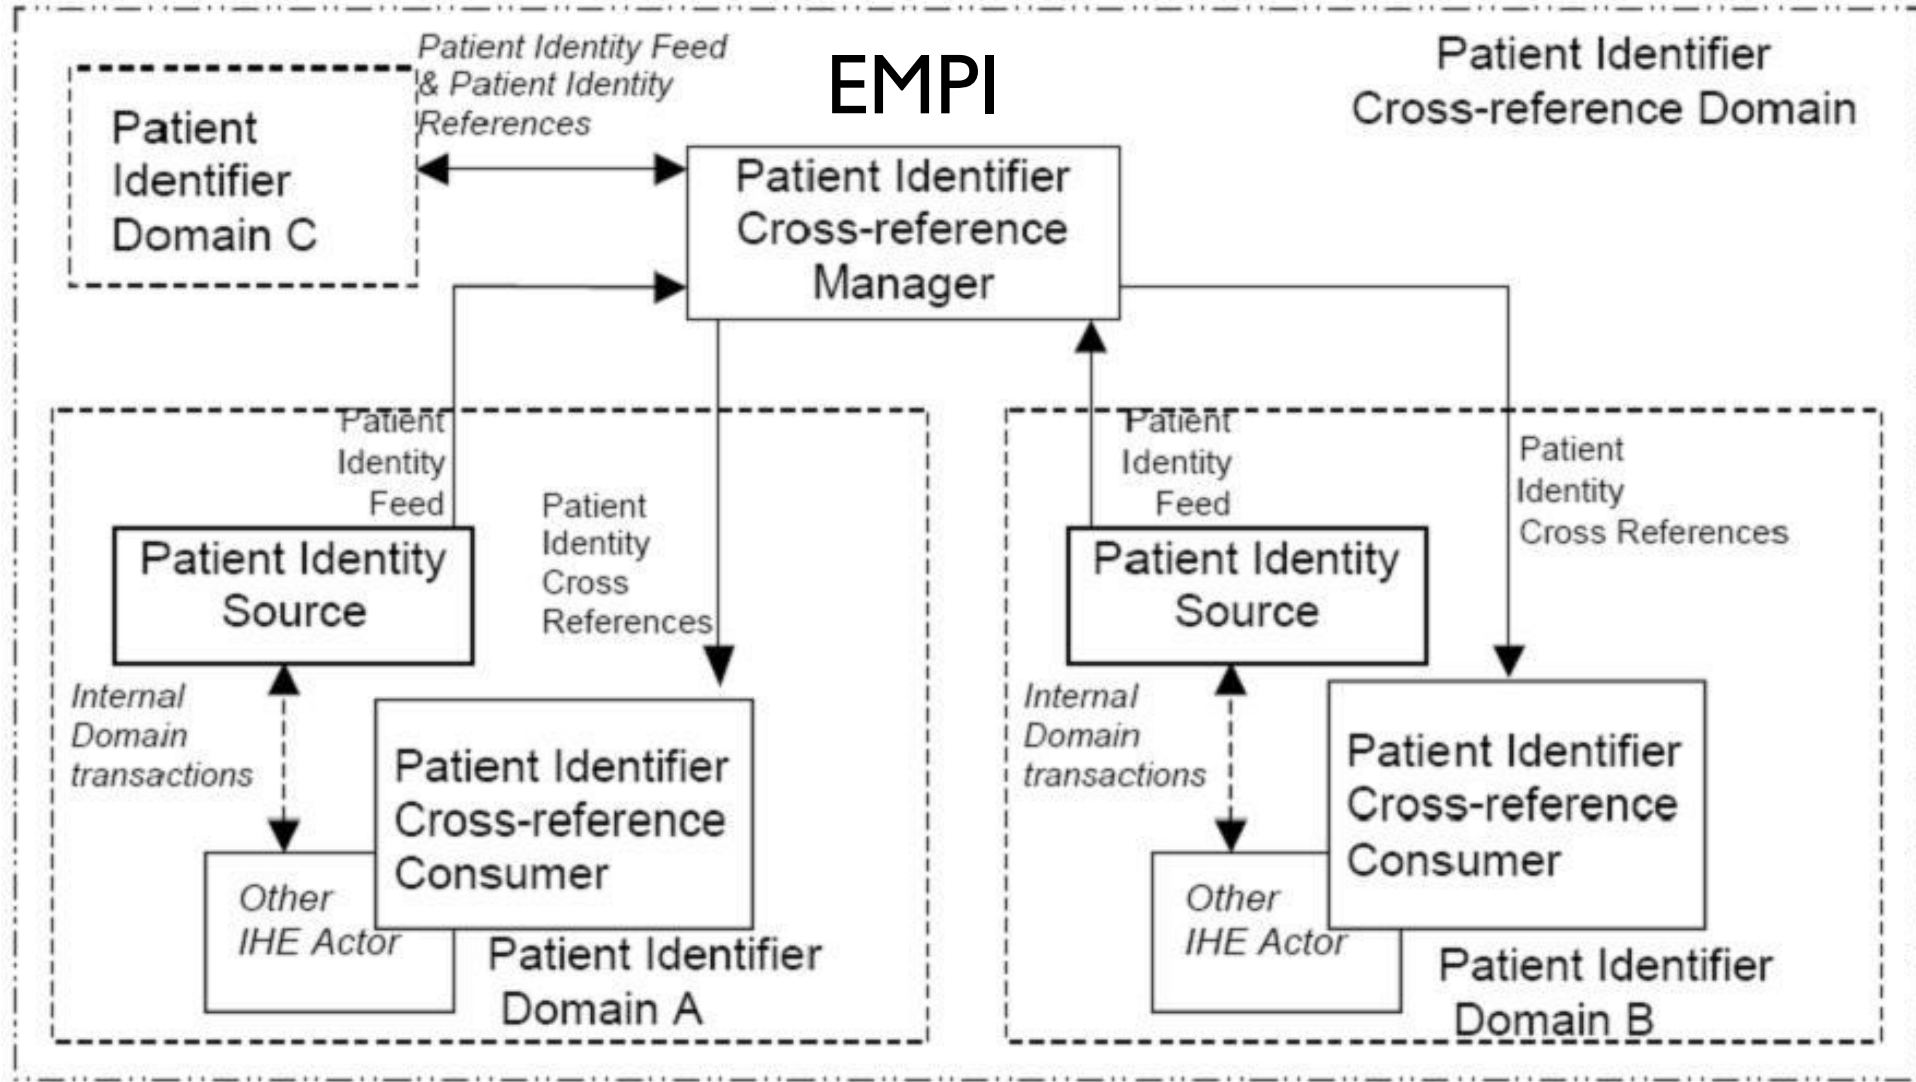 Patient Identity Feed
& Patient Identity
References
EMPI
Patient Identifier
Cross-reference Domain
Patient
Identifier
Domain C
Patient Identifier
Cross-reference
Manager
Patient
Identity
Feed
Patient
Identity
Cross
References
Patient Identity
Source
Internal
Domain
transactions
Patient Identifier
Cross-reference
Consumer
Other
IHE Actor
Patient Identifier
Domain A
Patient
Identity
Feed
Patient
Identity
Cross References
Patient Identity
Source
Internal
Domain
transactions
Patient Identifier
Cross-reference
Consumer
Other
IHE Actor
Patient Identifier
Domain B